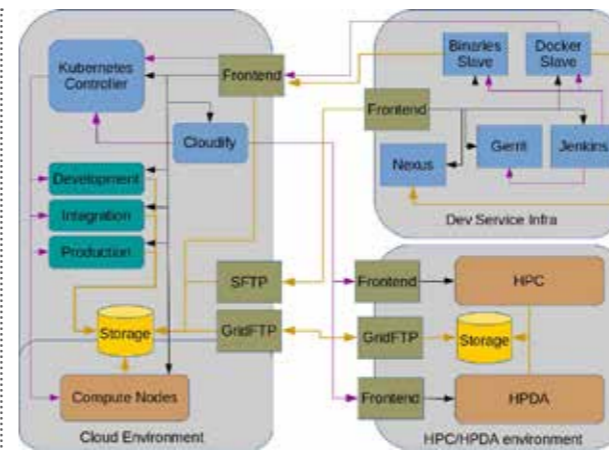 Kubernetes
Controller
Frontend
Cloudify
Development
Integration
Production
SFTP
GridFTP
Storage
Compute Nodes
Cloud Environment
Binaries
Slave
Docker
Slave
Frontend
Nexus
Gerrit
Jenkins
Dev Service Infra
Frontend
HPC
GridFTP
Storage
Frontend
HPDA
HPC/HPDA environment